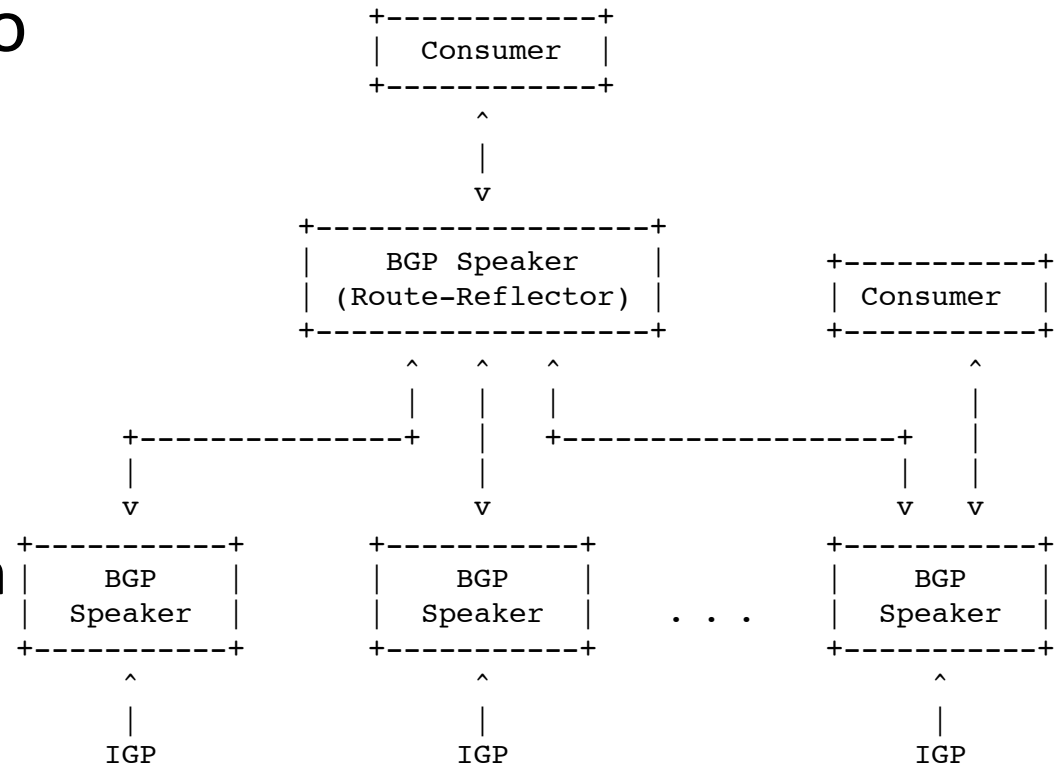 Consumer
BGP Speaker
(Route-Reflector)
Consumer
BGP BGP BGP
Speaker Speaker . . . Speaker
IGP IGP IGP